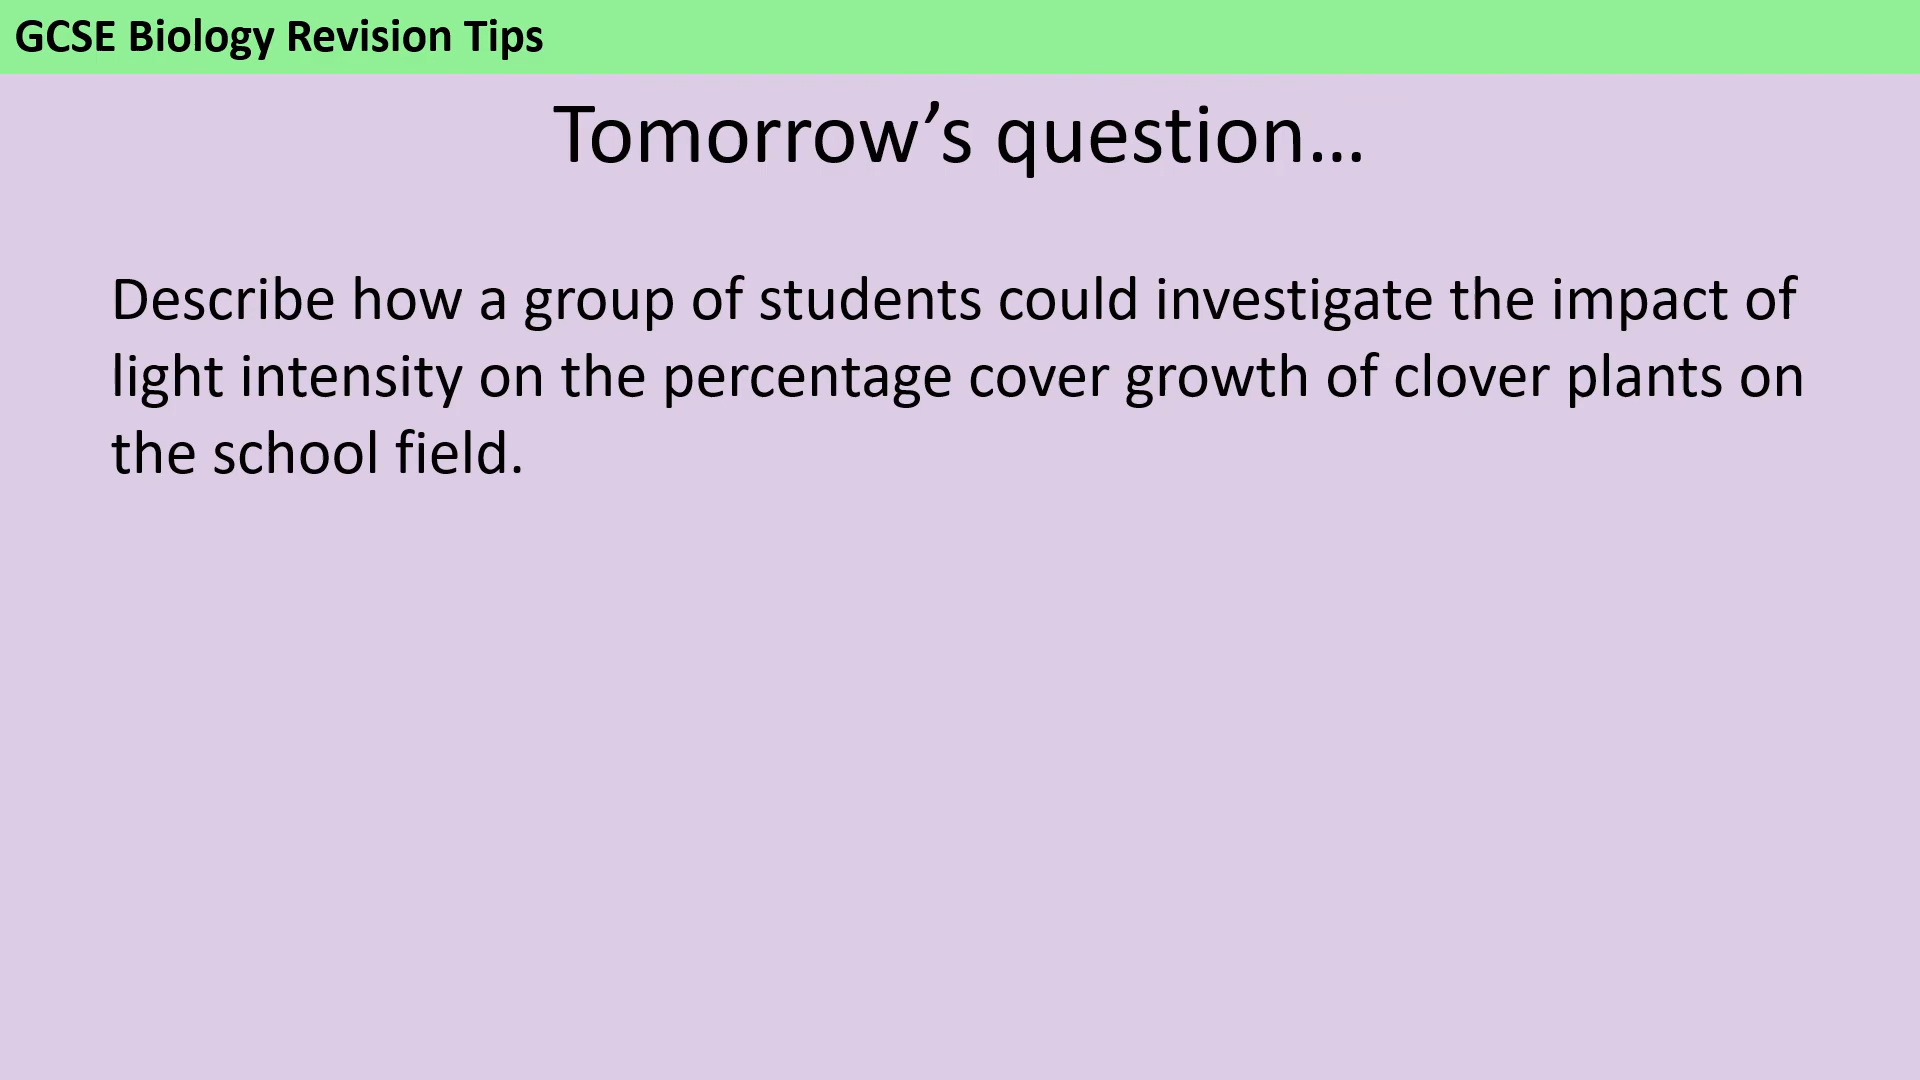 GCSE Biology Revision Tips
Tomorrow’s question…
Describe how a group of students could investigate the impact of
light intensity on the percentage cover growth of clover plants on
the school field.